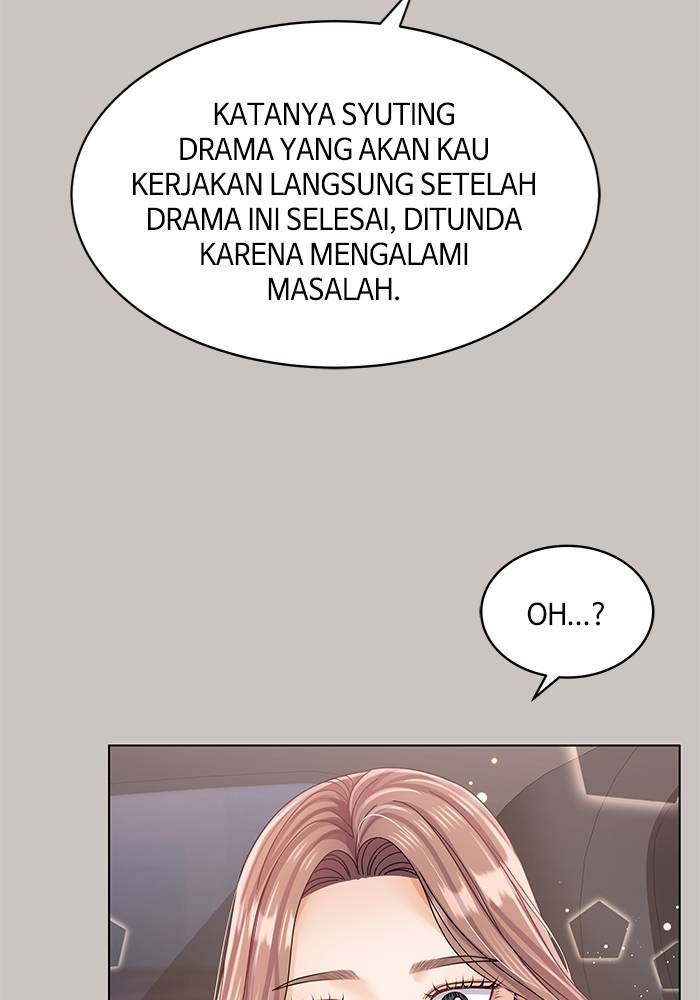 KATANYA SYUTING
DRAMA YANG AKAN KAU
KERJAKAN LANGSUNG SETELAH
DRAMA INI SELESAI, DITUNDA
KARENA MENGALAMI
MASALAH.
OH...?